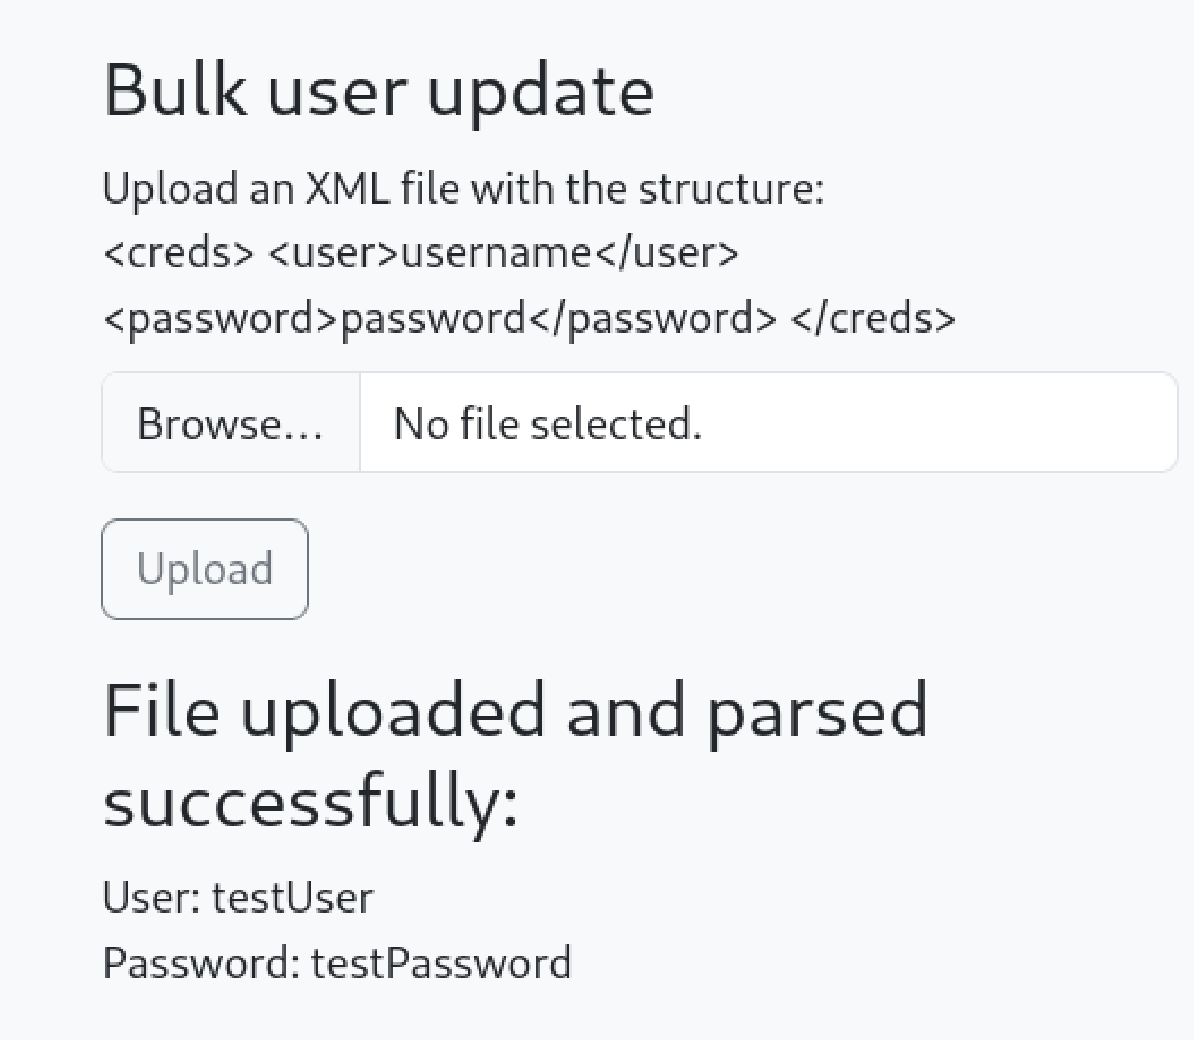 Bulk user update
Upload an XML file with the structure:
<creds> <user>username</user>
<password>password</password> </creds>
Browse... No file selected.
Upload
File uploaded and parsed
successfully:
User: testUser
Password: testPassword